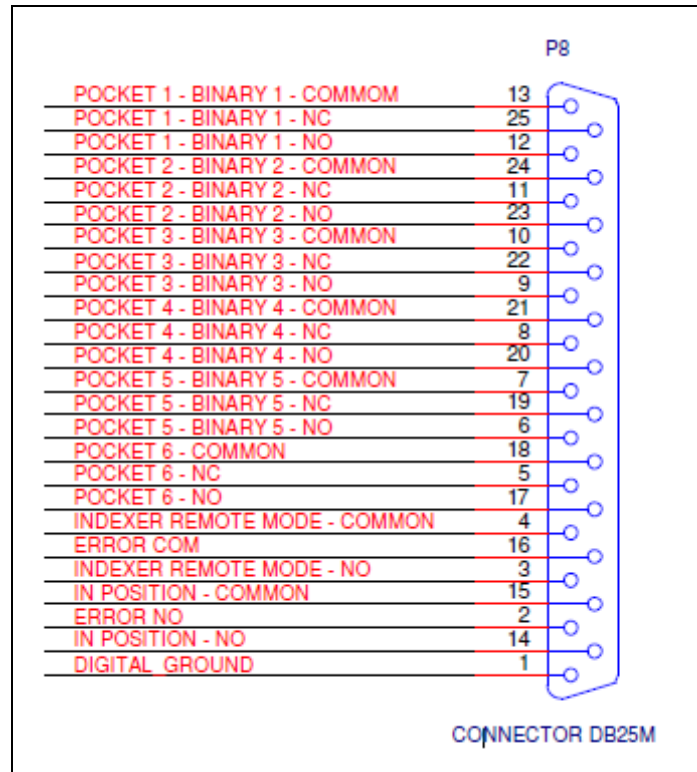 P8
POCKET 1 - BINARY 1 - COMMOM 13
POCKET 1 - BINARY 1 - NC 25
POCKET 1 - BINARY 1 - NO 12
POCKET 2 - BINARY 2 - COMMON 24
POCKET 2 - BINARY 2 - NC 11
POCKET 2 - BINARY 2 - NO 23
POCKET 3 - BINARY 3 - COMMON 10
POCKET 3 - BINARY 3 - NC 22
POCKET 3 - BINARY 3 - NO 9
POCKET 4 - BINARY 4 - COMMON 21
POCKET 4 - BINARY 4 - NC 8
POCKET 4 - BINARY 4 - NO 20
POCKET 5 - BINARY 5 - COMMON 7
POCKET 5 - BINARY 5 - NC 19
POCKET 5 - BINARY 5 - NO 6
POCKET 6 - COMMON 18
POCKET 6 - NC 5
POCKET 6 - NO 17
INDEXER REMOTE MODE - COMMON 4
ERROR COM 16
INDEXER REMOTE MODE - NO 3
IN POSITION - COMMON 15
ERROR NO 2
IN POSITION - NO 14
DIGITAL_GROUND 1
CONNECTOR DB25M